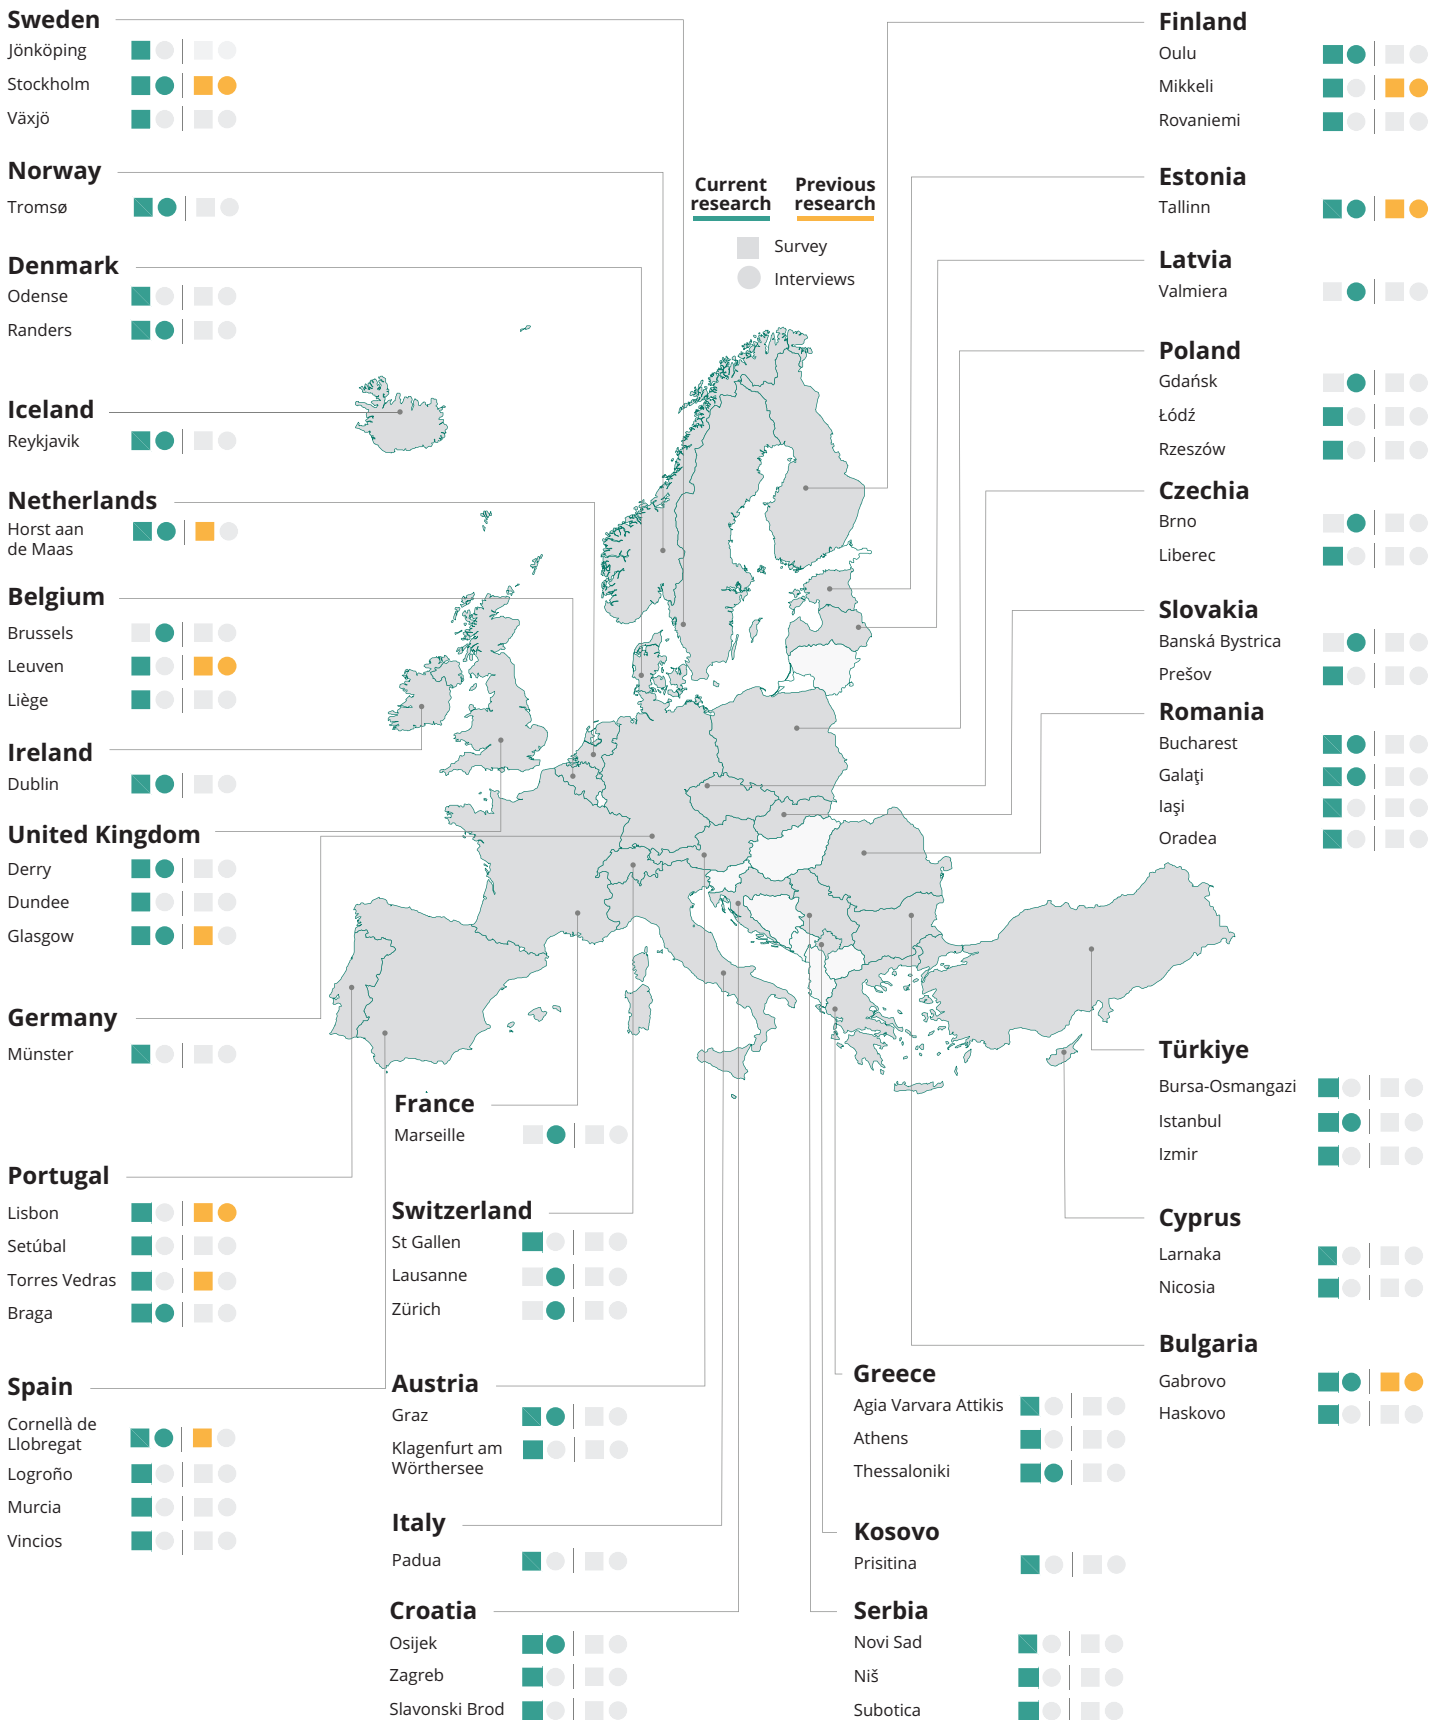 Sweden
Jönköping
Stockholm
Växjö
Norway
Tromsø
Denmark
Odense
Randers
Iceland
Reykjavik
Netherlands
Horst aan
de Maas
Belgium
Brussels
Leuven
Liège
Ireland
Dublin
United Kingdom
Derry
Dundee
Glasgow
Germany
Münster
Portugal
Lisbon
Setúbal
Torres Vedras
Braga
Spain
Cornellà de
Llobregat
Logroño
Murcia
Vincios
Current
research
Previous
research
Survey
Interviews
France
Marseille
Switzerland
St Gallen
Lausanne
Zürich
Austria
Graz
Klagenfurt am
Wörthersee
Italy
Padua
Croatia
Osijek
Zagreb
Slavonski Brod
Greece
Agia Varvara Attikis
Athens
Thessaloniki
Kosovo
Prisitina
Serbia
Novi Sad
Niš
Subotica
Finland
Oulu
Mikkeli
Rovaniemi
Estonia
Tallinn
Latvia
Valmiera
Poland
Gdańsk
Łódź
Rzeszów
Czechia
Brno
Liberec
Slovakia
Banská Bystrica
Prešov
Romania
Bucharest
Galaţi
Iaşi
Oradea
Türkiye
Bursa-Osmangazi
Istanbul
Izmir
Cyprus
Larnaka
Nicosia
Bulgaria
Gabrovo
Haskovo